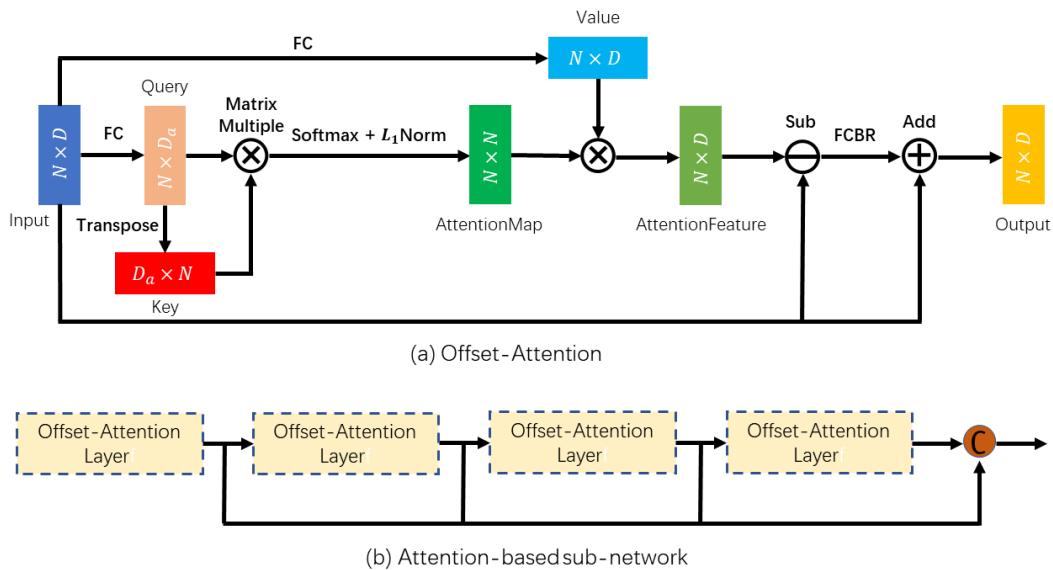 Value
FC
N × D
Query
Matrix
Multiple
FC
Softmax + L₁Norm
Sub
FCBR
Add
N × D
N × Dₐ
N × N
N × D
N × D
Input
Transpose
AttentionMap
AttentionFeature
Output
Dₐ × N
Key
(a) Offset-Attention
Offset-Attention
Layer
Offset-Attention
Layer
Offset-Attention
Layer
Offset-Attention
Layer
C
(b) Attention-based sub-network